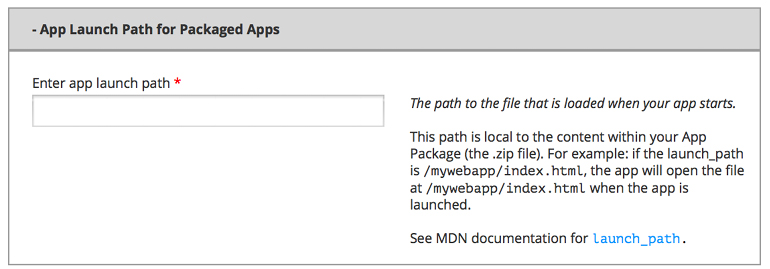 - App Launch Path for Packaged Apps
Enter app launch path *
The path to the file that is loaded when your app starts.
This path is local to the content within your App
Package (the .zip file). For example: if the launch_path
is /mywebapp/index.html, the app will open the file
at /mywebapp/index.html when the app is
launched.
See MDN documentation for launch_path.